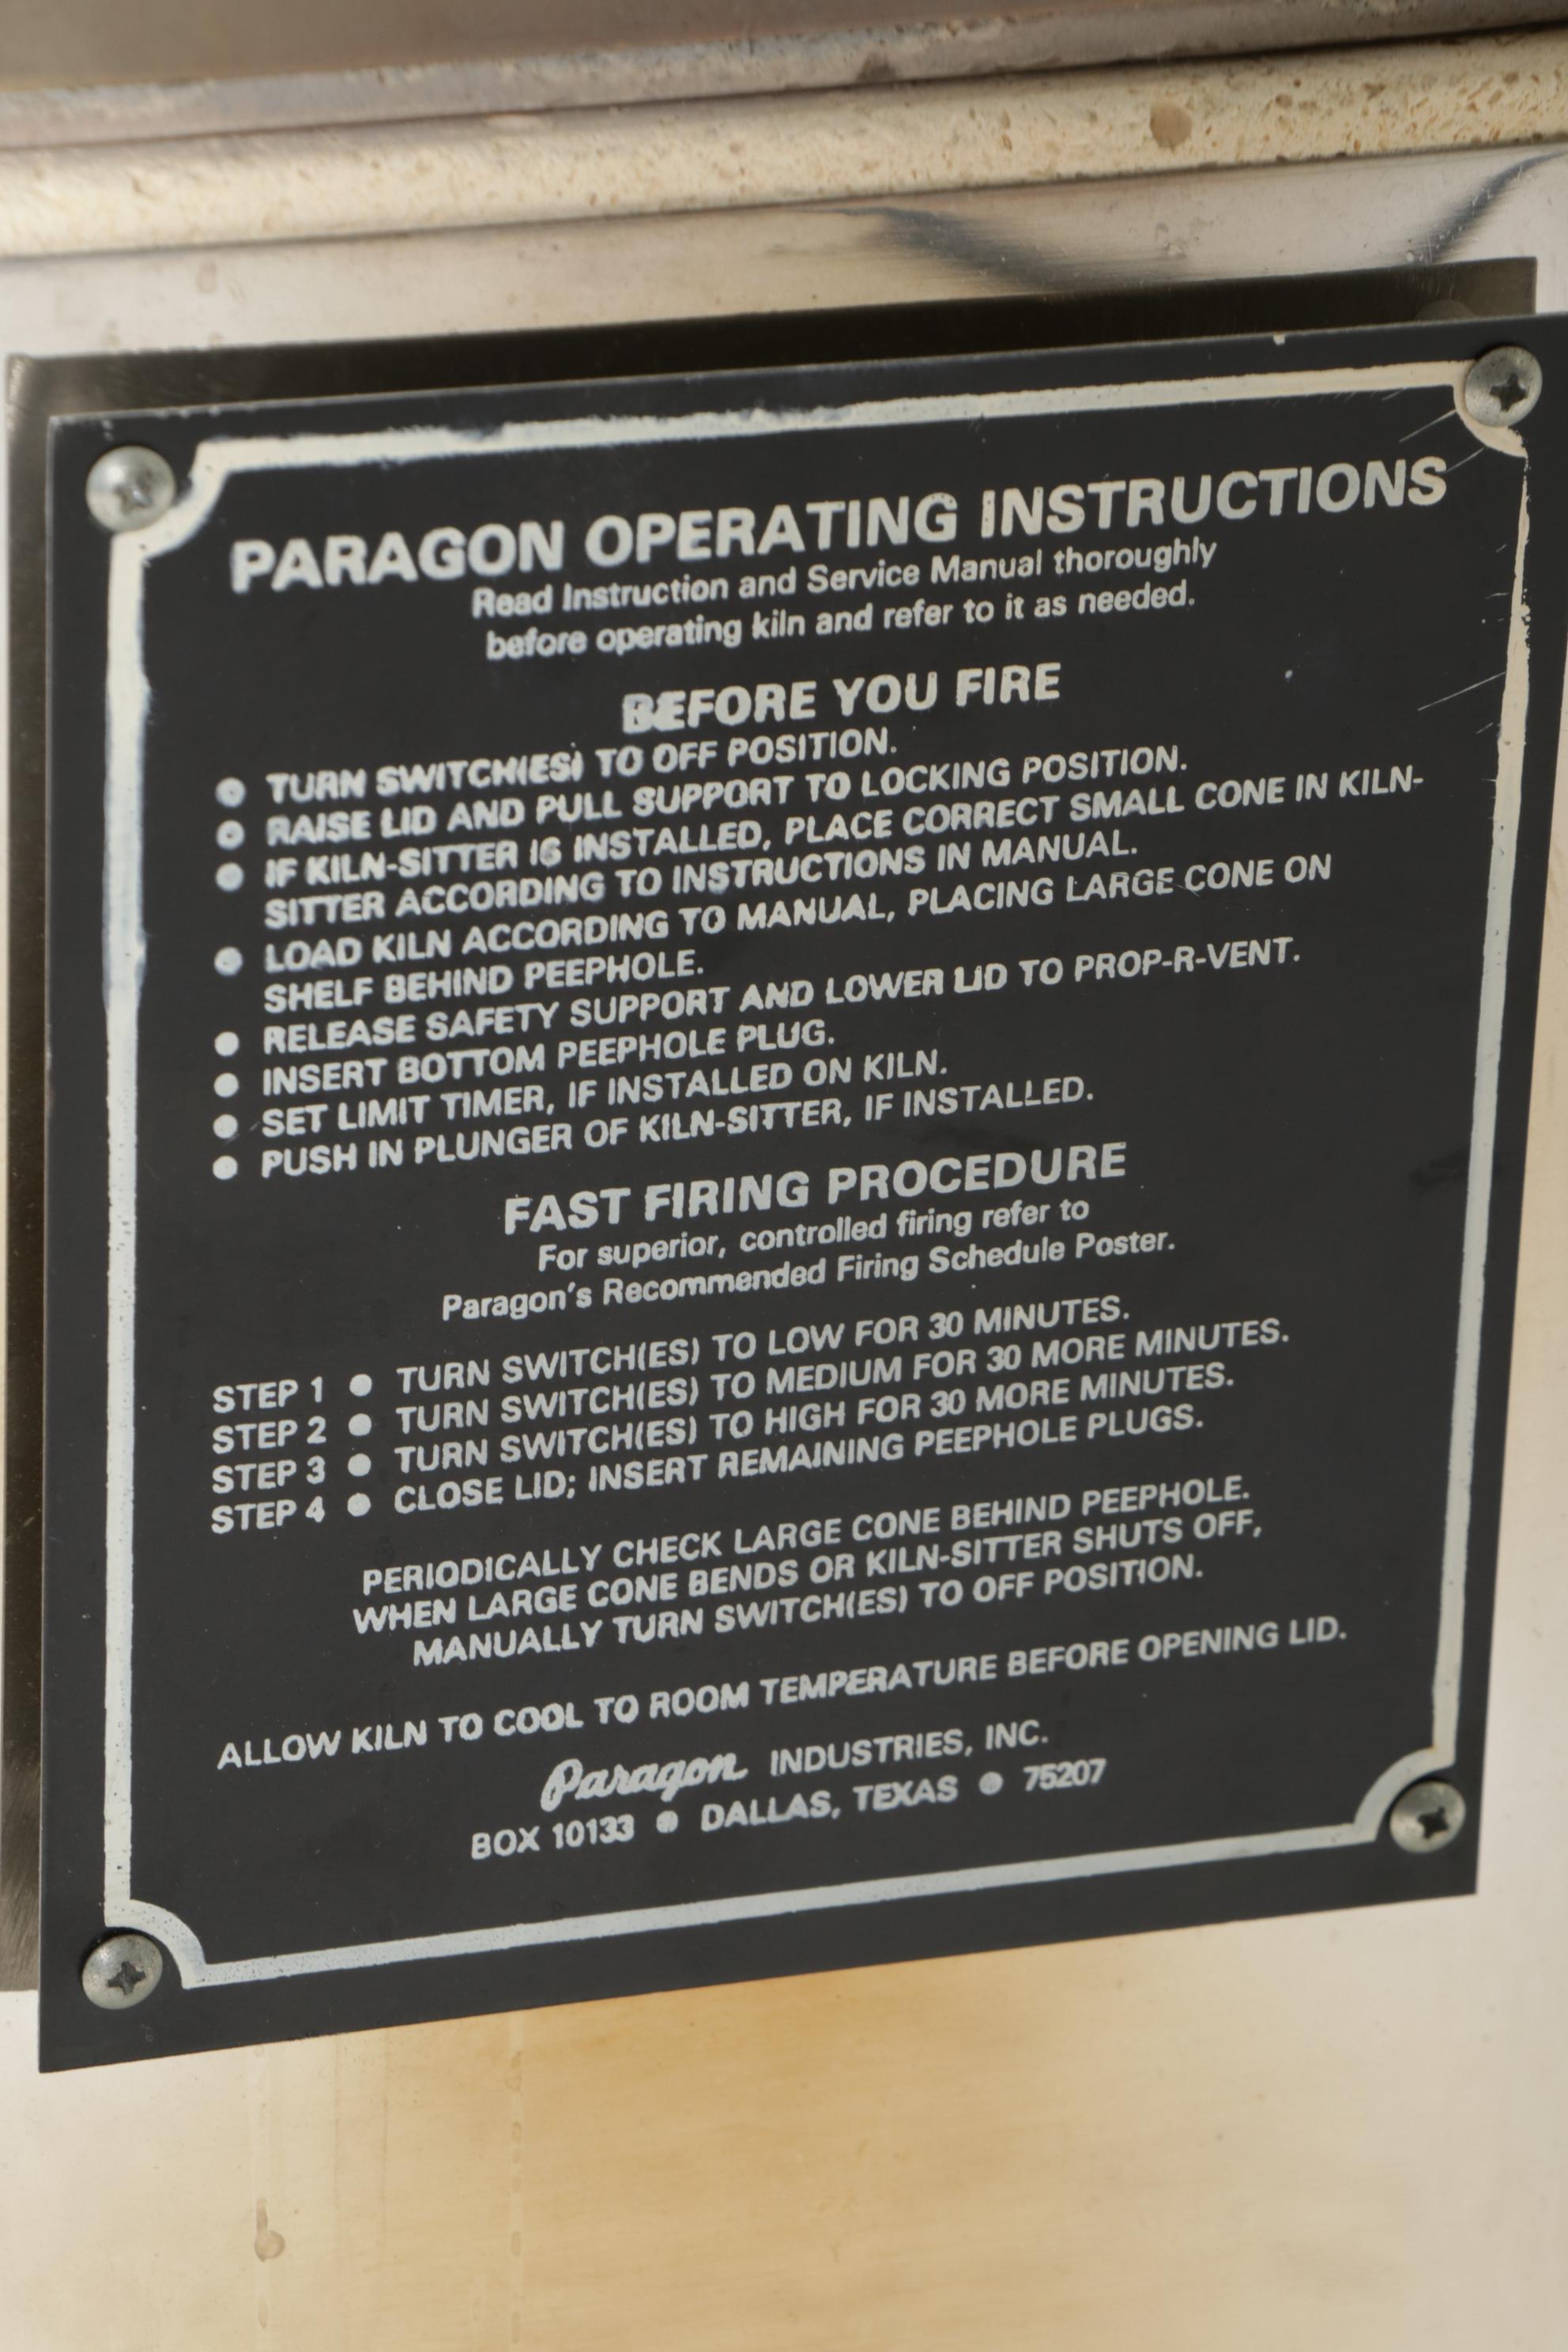 PARAGON OPERATING INSTRUCTIONS
Read Instruction and Service Manual thoroughly
before operating kiln and refer to it as needed.
BEFORE YOU FIRE
● TURN SWITCH(ES) TO OFF POSITION.
● RAISE LID AND PULL SUPPORT TO LOCKING POSITION.
● IF KILN-SITTER IS INSTALLED, PLACE CORRECT SMALL CONE IN KILN-
SITTER ACCORDING TO INSTRUCTIONS IN MANUAL.
● LOAD KILN ACCORDING TO MANUAL, PLACING LARGE CONE ON
SHELF BEHIND PEEPHOLE.
● RELEASE SAFETY SUPPORT AND LOWER LID TO PROP-R-VENT.
● INSERT BOTTOM PEEPHOLE PLUG.
● SET LIMIT TIMER, IF INSTALLED ON KILN.
● PUSH IN PLUNGER OF KILN-SITTER, IF INSTALLED.
FAST FIRING PROCEDURE
For superior, controlled firing refer to
Paragon's Recommended Firing Schedule Poster.
STEP 1 ● TURN SWITCH(ES) TO LOW FOR 30 MINUTES.
STEP 2 ● TURN SWITCH(ES) TO MEDIUM FOR 30 MORE MINUTES.
STEP 3 ● TURN SWITCH(ES) TO HIGH FOR 30 MORE MINUTES.
STEP 4 ● CLOSE LID; INSERT REMAINING PEEPHOLE PLUGS.
PERIODICALLY CHECK LARGE CONE BEHIND PEEPHOLE.
WHEN LARGE CONE BENDS OR KILN-SITTER SHUTS OFF,
MANUALLY TURN SWITCH(ES) TO OFF POSITION.
ALLOW KILN TO COOL TO ROOM TEMPERATURE BEFORE OPENING LID.
Paragon INDUSTRIES, INC.
BOX 10133 ● DALLAS, TEXAS ● 75207